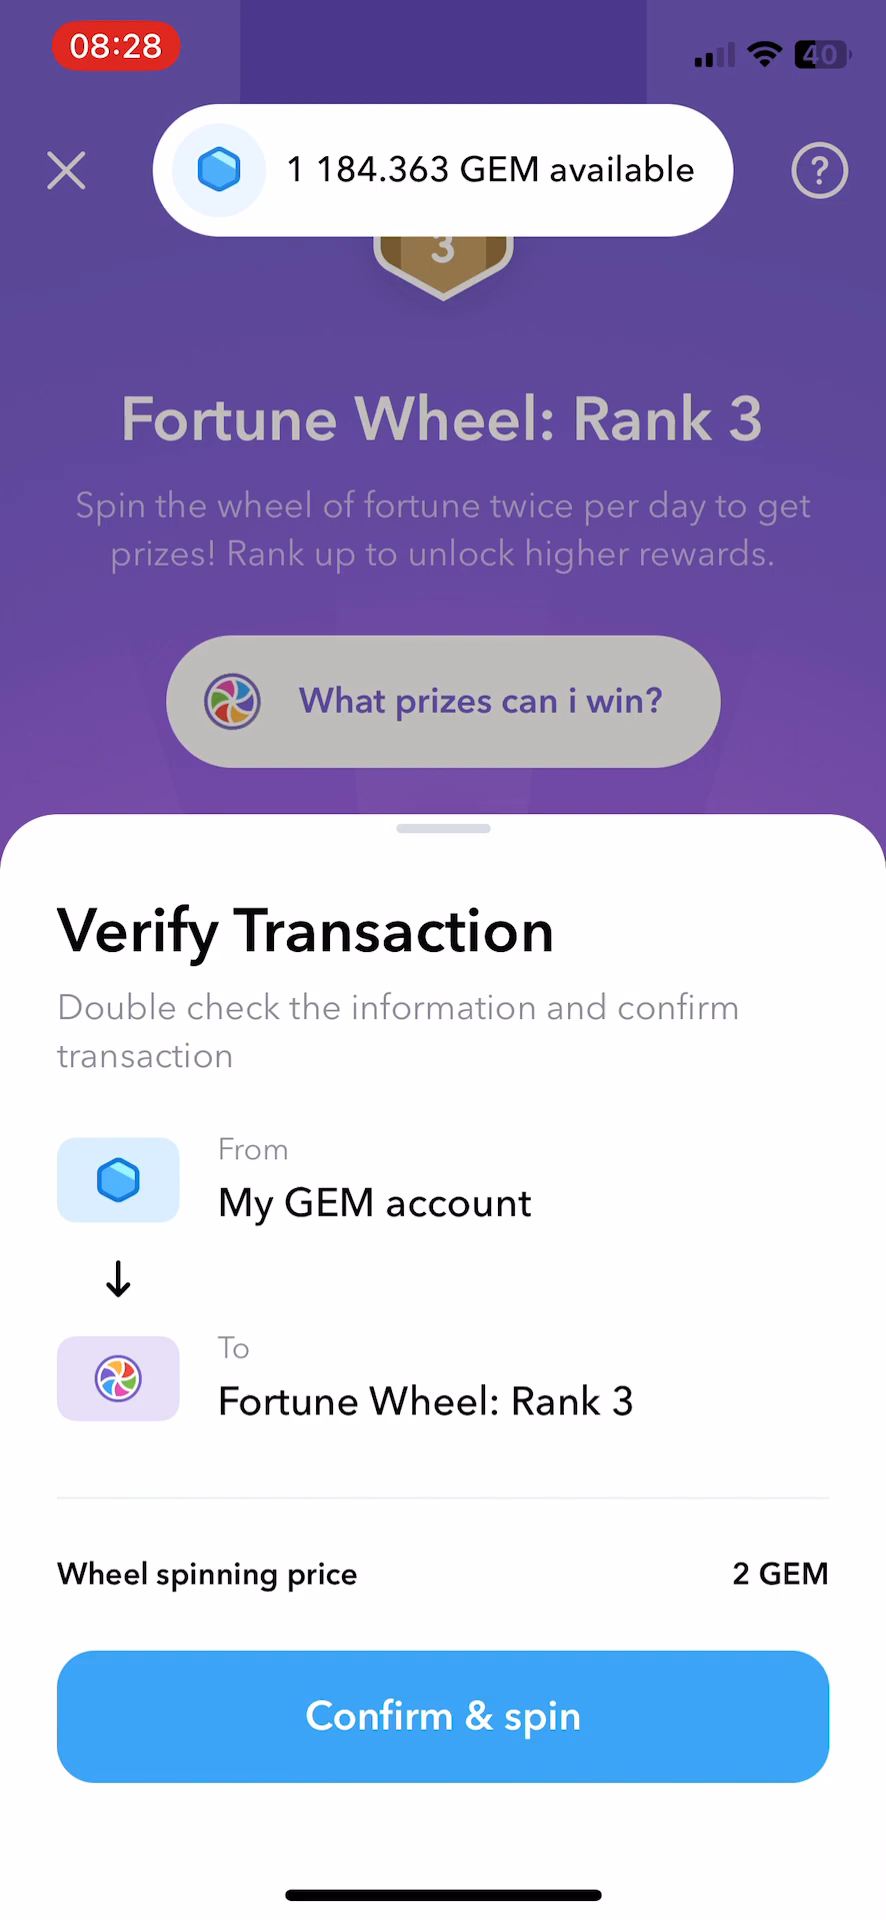 08:28
40
1 184.363 GEM available
?
3
Fortune Wheel: Rank 3
Spin the wheel of fortune twice per day to get
prizes! Rank up to unlock higher rewards.
What prizes can i win?
Verify Transaction
Double check the information and confirm
transaction
From
My GEM account
To
Fortune Wheel: Rank 3
Wheel spinning price 2 GEM
Confirm & spin